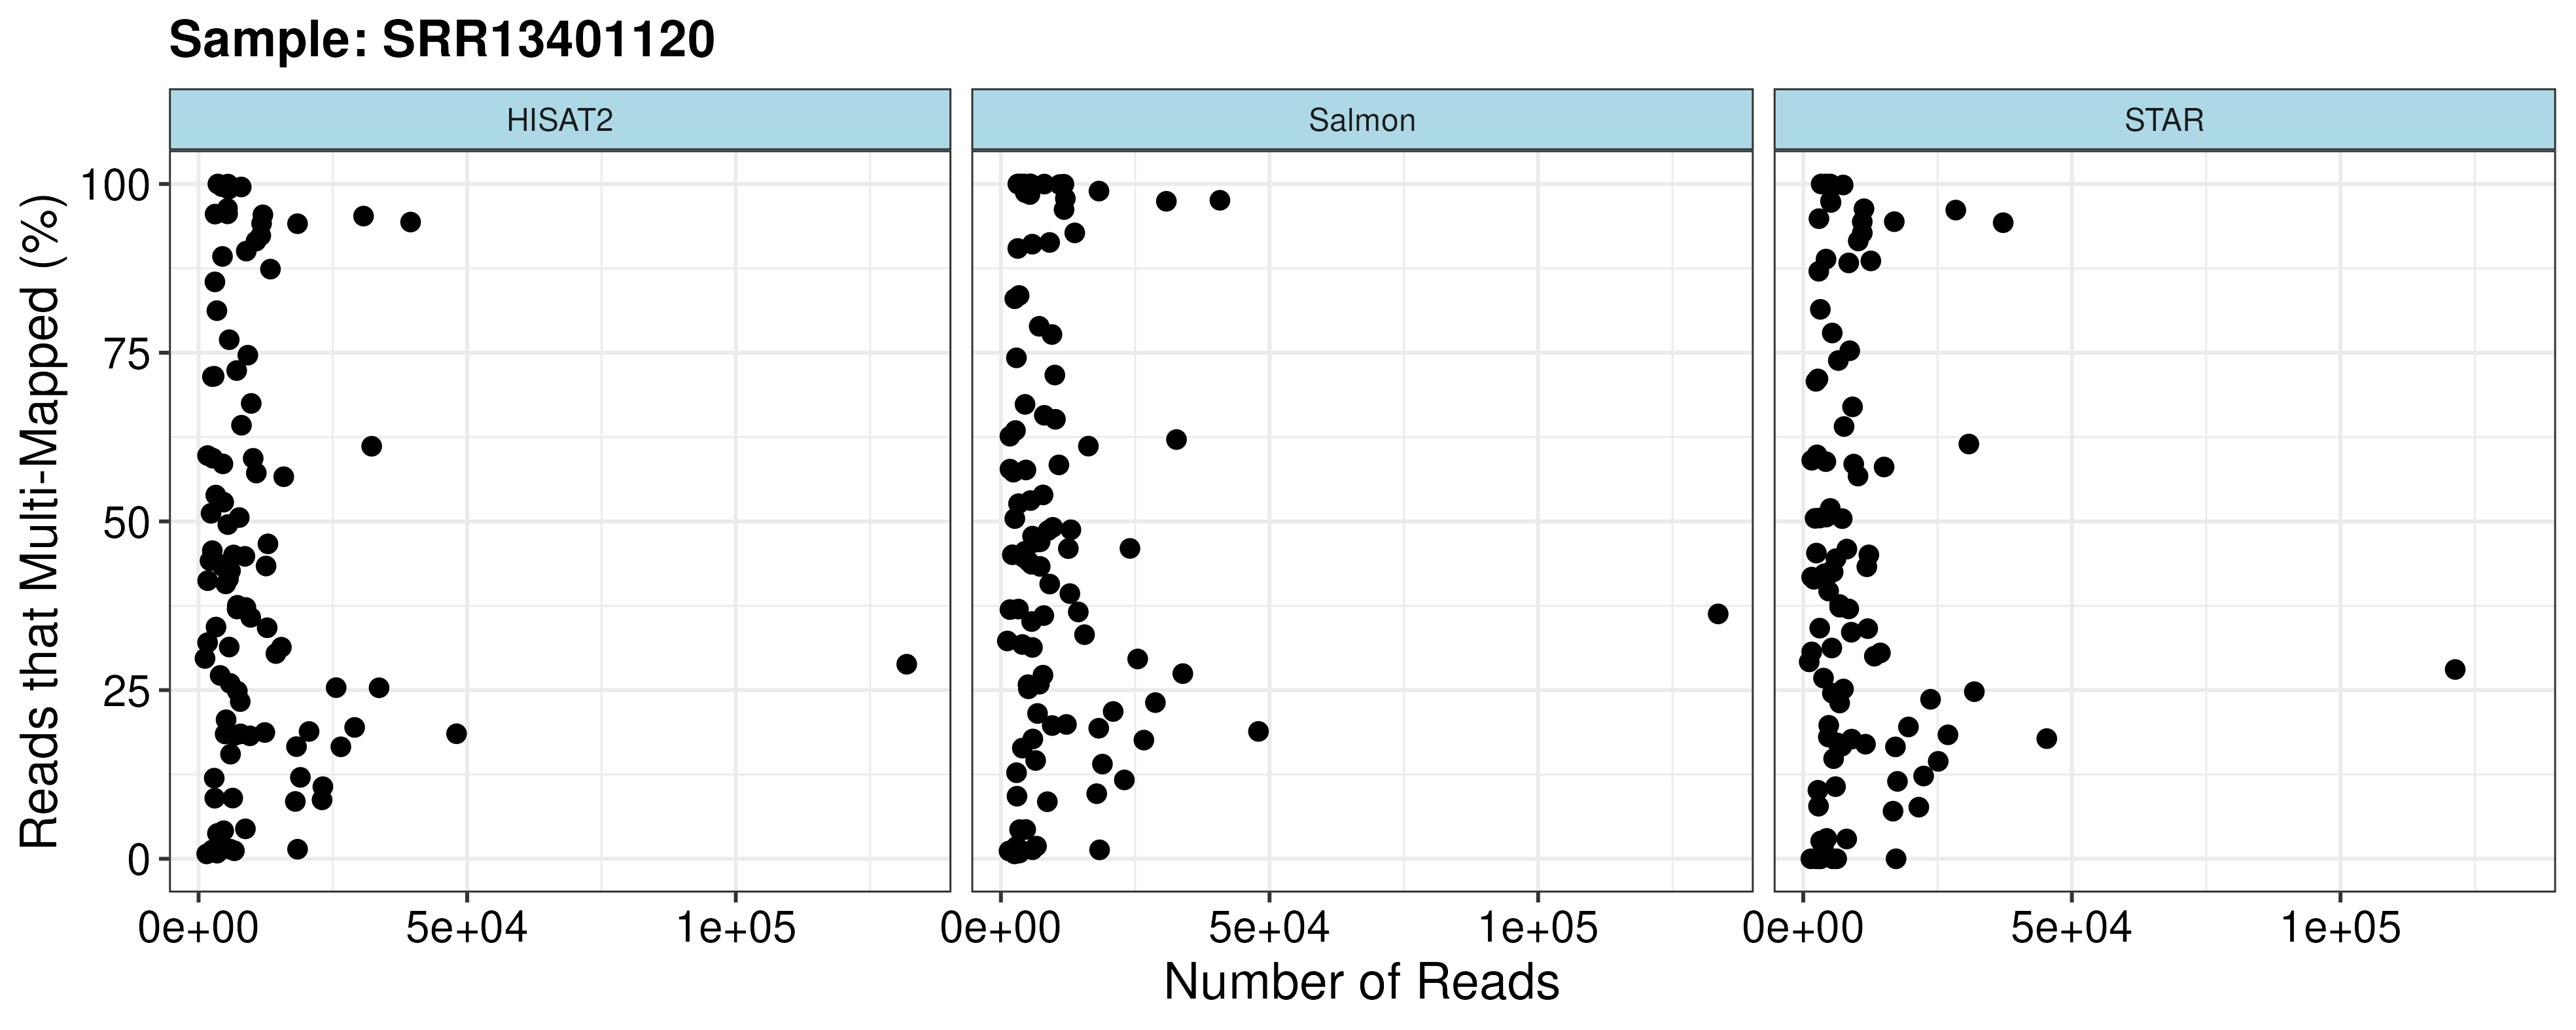 Sample: SRR13401120
HISAT2
Salmon
STAR
Reads that Multi-Mapped (%)
100
75
50
25
0
0e+00 5e+04 1e+05
0e+00 5e+04 1e+05
0e+00 5e+04 1e+05
Number of Reads